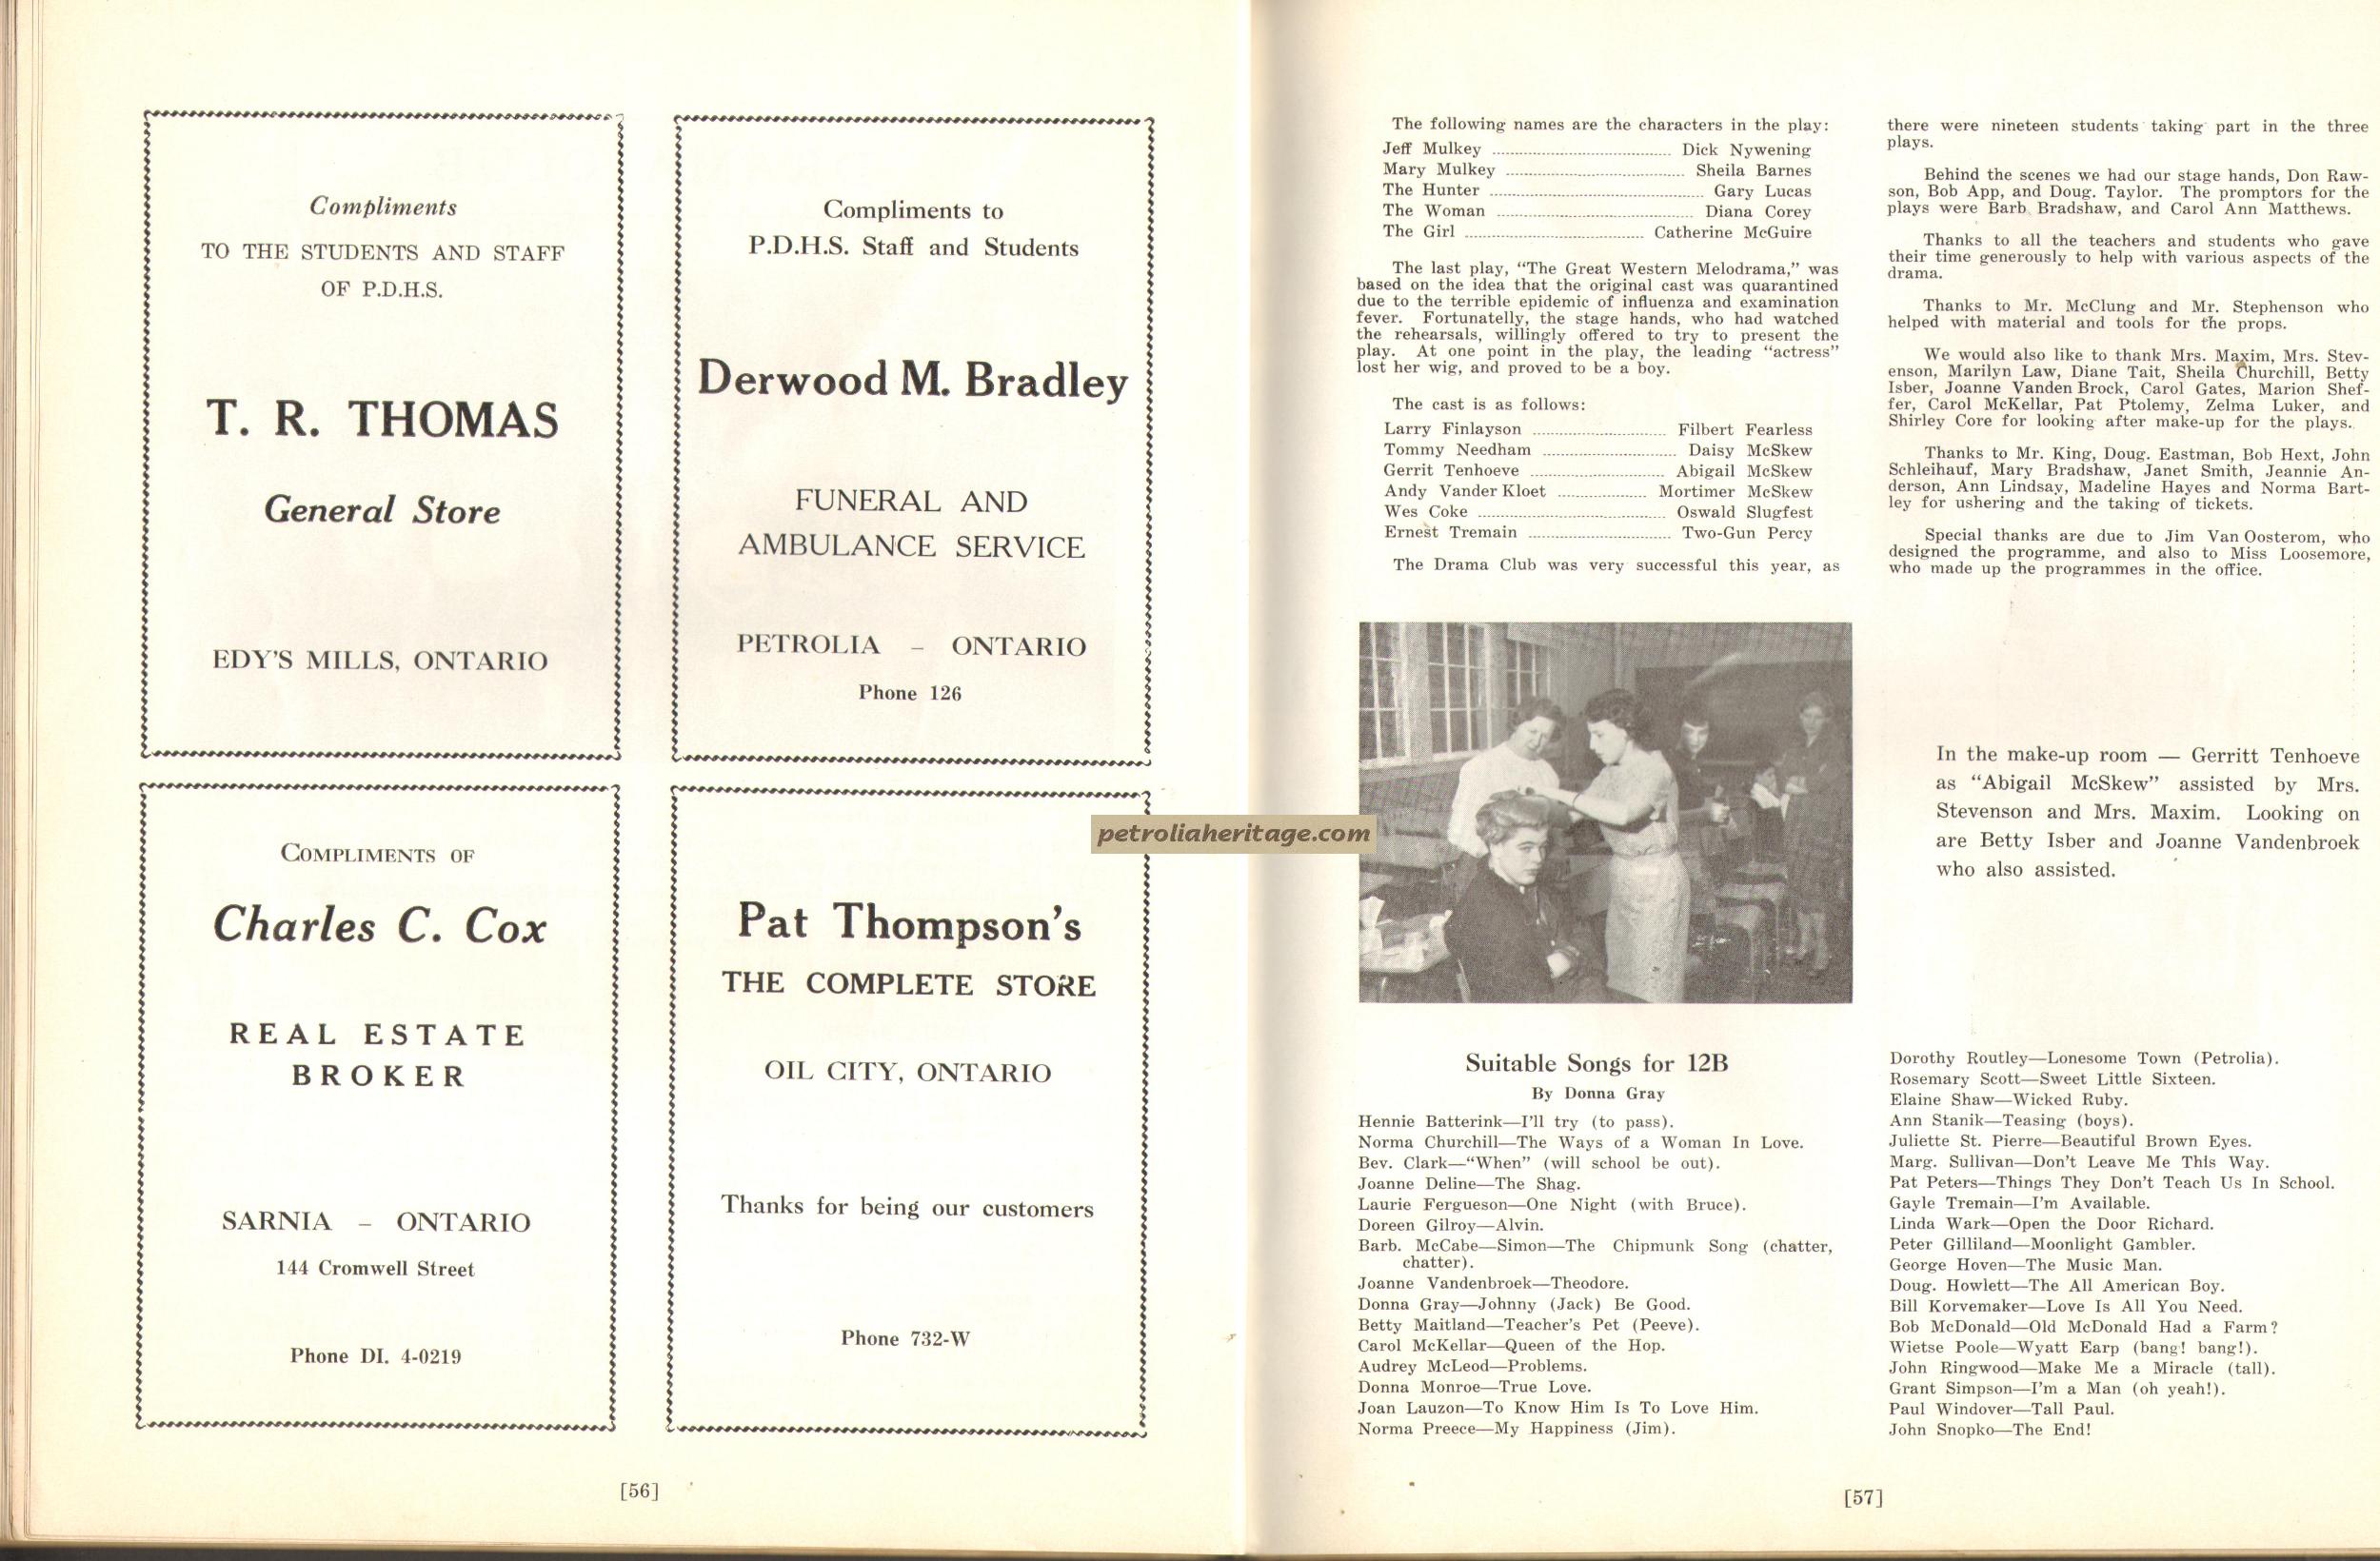 Compliments
TO THE STUDENTS AND STAFF
OF P.D.H.S.
T. R. THOMAS
General Store
EDY'S MILLS, ONTARIO
Compliments to
P.D.H.S. Staff and Students
Derwood M. Bradley
FUNERAL AND
AMBULANCE SERVICE
PETROLIA – ONTARIO
Phone 126
COMPLIMENTS OF
Charles C. Cox
REAL ESTATE
BROKER
SARNIA – ONTARIO
144 Cromwell Street
Phone DI. 4-0219
Pat Thompson's
THE COMPLETE STORE
OIL CITY, ONTARIO
Thanks for being our customers
Phone 732-W
[56]
petroliaheritage.com
The following names are the characters in the play:
Jeff Mulkey ........ Dick Nywening
Mary Mulkey ........ Sheila Barnes
The Hunter ........ Gary Lucas
The Woman ........ Diana Corey
The Girl ........ Catherine McGuire
The last play, "The Great Western Melodrama," was
based on the idea that the original cast was quarantined
due to the terrible epidemic of influenza and examination
fever. Fortunatelly, the stage hands, who had watched
the rehearsals, willingly offered to try to present the
play. At one point in the play, the leading "actress"
lost her wig, and proved to be a boy.
The cast is as follows:
Larry Finlayson ........ Filbert Fearless
Tommy Needham ........ Daisy McSkew
Gerrit Tenhoeve ........ Abigail McSkew
Andy Vander Kloet ........ Mortimer McSkew
Wes Coke ........ Oswald Slugfest
Ernest Tremain ........ Two-Gun Percy
The Drama Club was very successful this year, as
there were nineteen students taking part in the three
plays.
Behind the scenes we had our stage hands, Don Raw-
son, Bob App, and Doug. Taylor. The promptors for the
plays were Barb Bradshaw, and Carol Ann Matthews.
Thanks to all the teachers and students who gave
their time generously to help with various aspects of the
drama.
Thanks to Mr. McClung and Mr. Stephenson who
helped with material and tools for the props.
We would also like to thank Mrs. Maxim, Mrs. Stev-
enson, Marilyn Law, Diane Tait, Sheila Churchill, Betty
Isber, Joanne Vanden Brock, Carol Gates, Marion Shef-
fer, Carol McKellar, Pat Ptolemy, Zelma Luker, and
Shirley Core for looking after make-up for the plays.
Thanks to Mr. King, Doug. Eastman, Bob Hext, John
Schleihauf, Mary Bradshaw, Janet Smith, Jeannie An-
derson, Ann Lindsay, Madeline Hayes and Norma Bart-
ley for ushering and the taking of tickets.
Special thanks are due to Jim Van Oosterom, who
designed the programme, and also to Miss Loosemore,
who made up the programmes in the office.
In the make-up room — Gerritt Tenhoeve
as "Abigail McSkew" assisted by Mrs.
Stevenson and Mrs. Maxim. Looking on
are Betty Isber and Joanne Vandenbroek
who also assisted.
Suitable Songs for 12B
By Donna Gray
Hennie Batterink—I'll try (to pass).
Norma Churchill—The Ways of a Woman In Love.
Bev. Clark—"When" (will school be out).
Joanne Deline—The Shag.
Laurie Fergueson—One Night (with Bruce).
Doreen Gilroy—Alvin.
Barb. McCabe—Simon—The Chipmunk Song (chatter,
chatter).
Joanne Vandenbroek—Theodore.
Donna Gray—Johnny (Jack) Be Good.
Betty Maitland—Teacher's Pet (Peeve).
Carol McKellar—Queen of the Hop.
Audrey McLeod—Problems.
Donna Monroe—True Love.
Joan Lauzon—To Know Him Is To Love Him.
Norma Preece—My Happiness (Jim).
Dorothy Routley—Lonesome Town (Petrolia).
Rosemary Scott—Sweet Little Sixteen.
Elaine Shaw—Wicked Ruby.
Ann Stanik—Teasing (boys).
Juliette St. Pierre—Beautiful Brown Eyes.
Marg. Sullivan—Don't Leave Me This Way.
Pat Peters—Things They Don't Teach Us In School.
Gayle Tremain—I'm Available.
Linda Wark—Open the Door Richard.
Peter Gilliland—Moonlight Gambler.
George Hoven—The Music Man.
Doug. Howlett—The All American Boy.
Bill Korvemaker—Love Is All You Need.
Bob McDonald—Old McDonald Had a Farm?
Wietse Poole—Wyatt Earp (bang! bang!).
John Ringwood—Make Me a Miracle (tall).
Grant Simpson—I'm a Man (oh yeah!).
Paul Windover—Tall Paul.
John Snopko—The End!
[57]